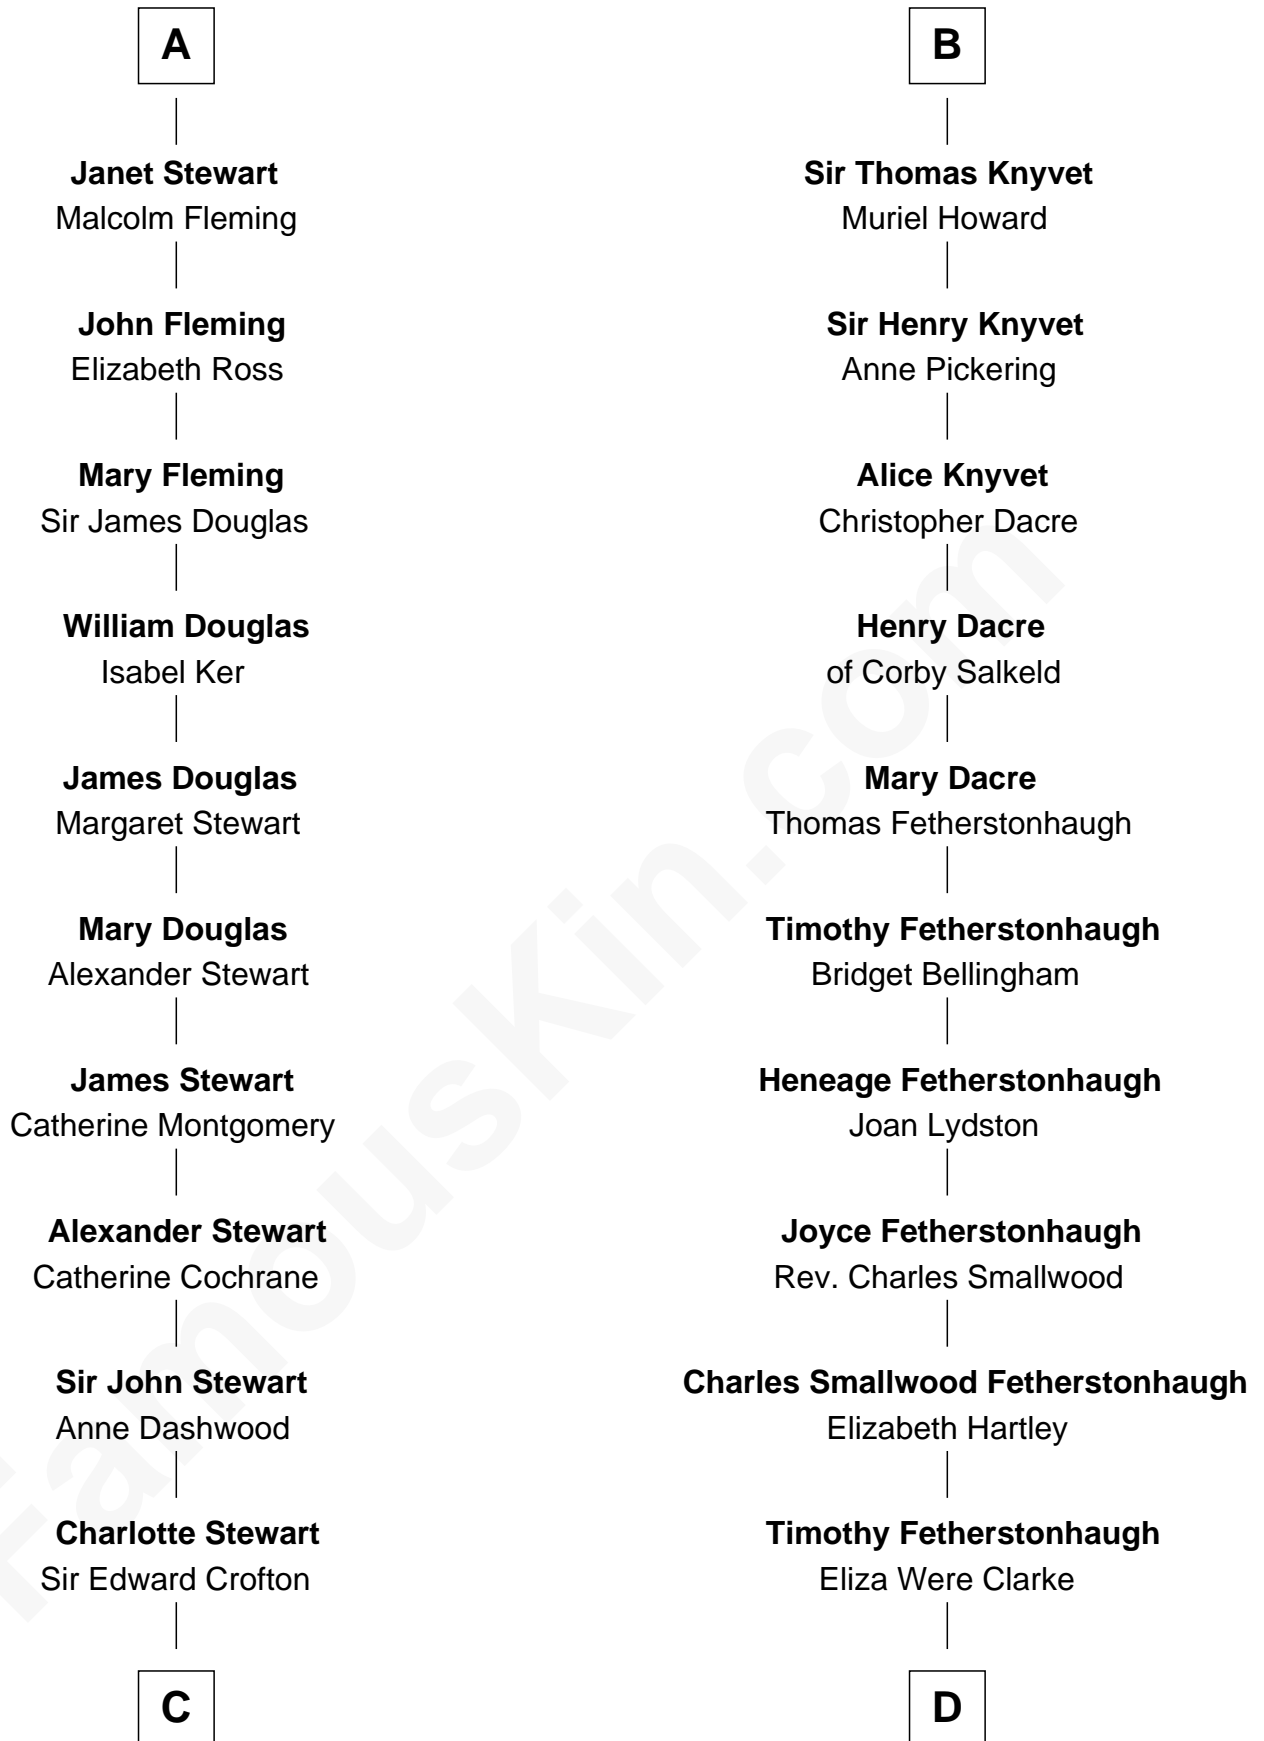 A
Janet Stewart
Malcolm Fleming
John Fleming
Elizabeth Ross
Mary Fleming
Sir James Douglas
William Douglas
Isabel Ker
James Douglas
Margaret Stewart
Mary Douglas
Alexander Stewart
James Stewart
Catherine Montgomery
Alexander Stewart
Catherine Cochrane
Sir John Stewart
Anne Dashwood
Charlotte Stewart
Sir Edward Crofton
C
B
Sir Thomas Knyvet
Muriel Howard
Sir Henry Knyvet
Anne Pickering
Alice Knyvet
Christopher Dacre
Henry Dacre
of Corby Salkeld
Mary Dacre
Thomas Fetherstonhaugh
Timothy Fetherstonhaugh
Bridget Bellingham
Heneage Fetherstonhaugh
Joan Lydston
Joyce Fetherstonhaugh
Rev. Charles Smallwood
Charles Smallwood Fetherstonhaugh
Elizabeth Hartley
Timothy Fetherstonhaugh
Eliza Were Clarke
D
FamousKin.com